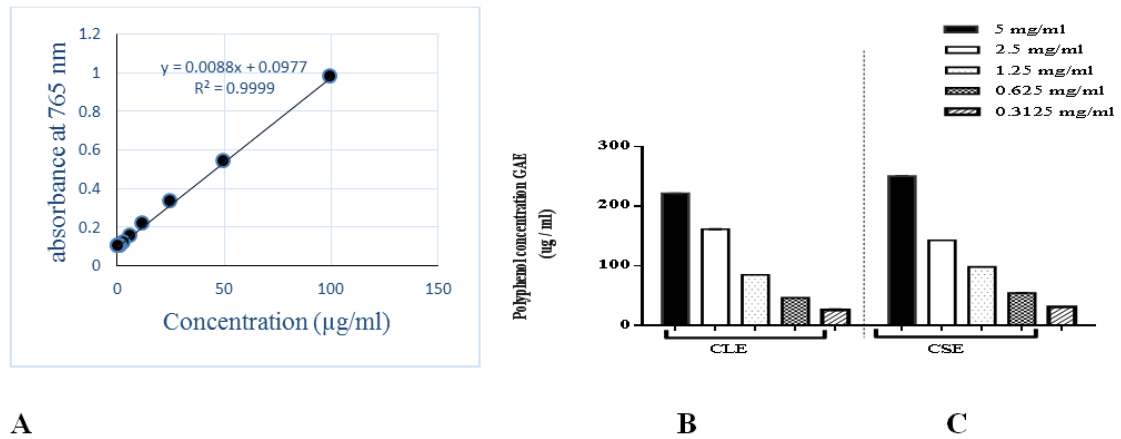 1.2
1
0.8
0.6
0.4
0.2
0
absorbance at 765 nm
y = 0.0088x + 0.0977
R² = 0.9999
0 50 100 150
Concentration (µg/ml)
A
5 mg/ml
2.5 mg/ml
1.25 mg/ml
0.625 mg/ml
0.3125 mg/ml
Polyphenol concentration GAE
(ug / ml)
300
200
100
0
CLE CSE
B C